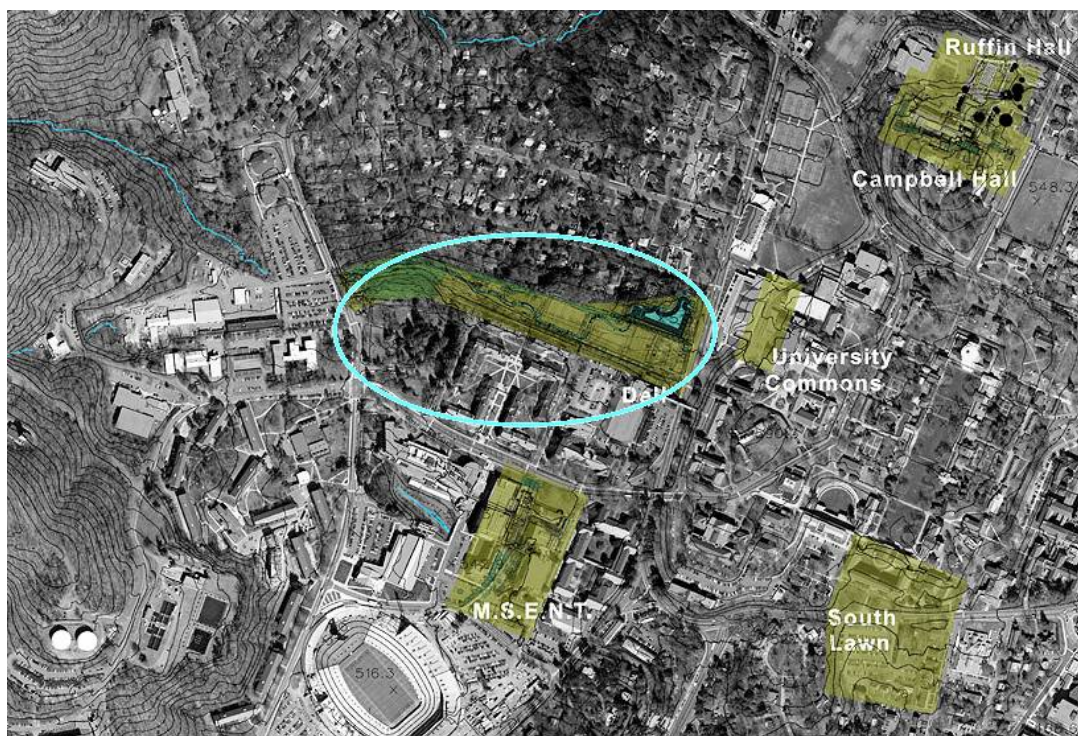 Ruffin Hall
Campbell Hall
548.3
University
Commons
Dell
M.S.E.N.T.
South
Lawn
516.3